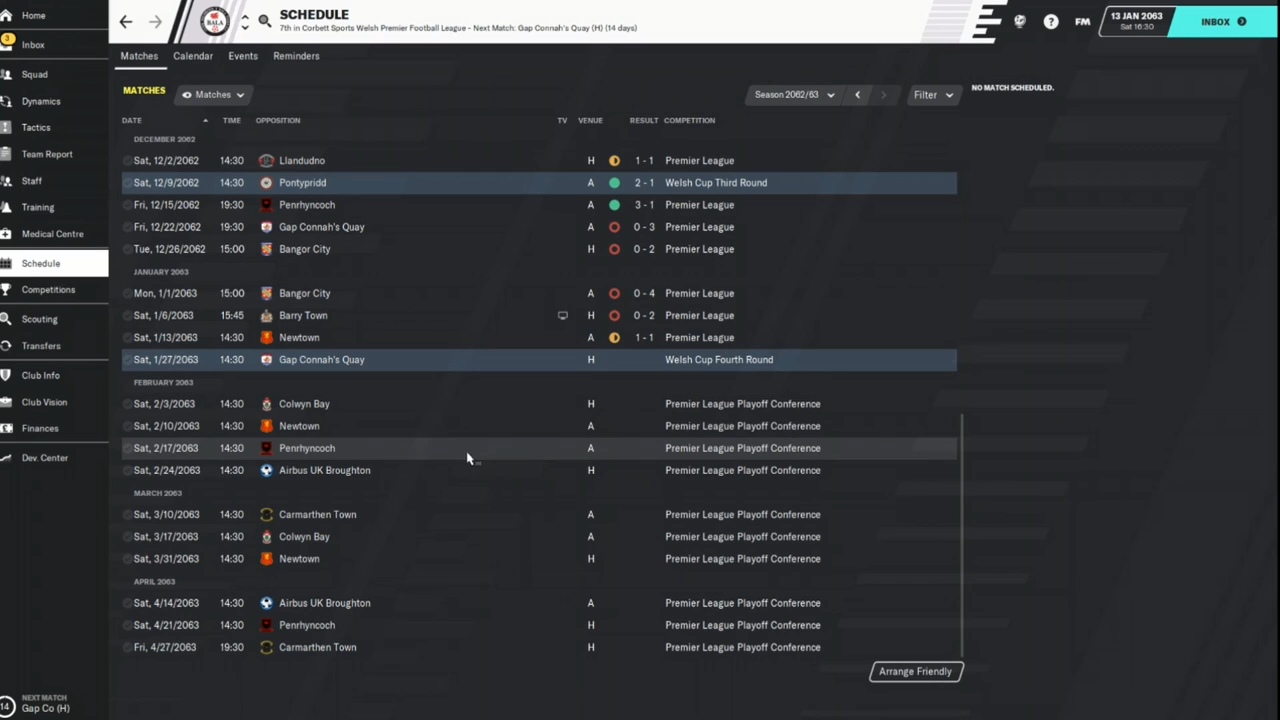 Home
3
Inbox
Squad
Dynamics
Tactics
Team Report
Staff
Training
Medical Centre
Schedule
Competitions
Scouting
Transfers
Club Info
Club Vision
Finances
Dev. Center
14
NEXT MATCH
Gap Co (H)
BALA
SCHEDULE
7th in Corbett Sports Welsh Premier Football League - Next Match: Gap Connah's Quay (H) (14 days)
?
FM
13 JAN 2063
Sat 16:30
INBOX
Matches Calendar Events Reminders
MATCHES
Matches
Season 2062/63
Filter
NO MATCH SCHEDULED.
DATE TIME OPPOSITION TV VENUE RESULT COMPETITION
DECEMBER 2062
Sat, 12/2/2062 14:30 Llandudno H 1 - 1 Premier League
Sat, 12/9/2062 14:30 Pontypridd A 2 - 1 Welsh Cup Third Round
Fri, 12/15/2062 19:30 Penrhyncoch A 3 - 1 Premier League
Fri, 12/22/2062 19:30 Gap Connah's Quay A 0 - 3 Premier League
Tue, 12/26/2062 15:00 Bangor City H 0 - 2 Premier League
JANUARY 2063
Mon, 1/1/2063 15:00 Bangor City A 0 - 4 Premier League
Sat, 1/6/2063 15:45 Barry Town H 0 - 2 Premier League
Sat, 1/13/2063 14:30 Newtown A 1 - 1 Premier League
Sat, 1/27/2063 14:30 Gap Connah's Quay H Welsh Cup Fourth Round
FEBRUARY 2063
Sat, 2/3/2063 14:30 Colwyn Bay H Premier League Playoff Conference
Sat, 2/10/2063 14:30 Newtown A Premier League Playoff Conference
Sat, 2/17/2063 14:30 Penrhyncoch A Premier League Playoff Conference
Sat, 2/24/2063 14:30 Airbus UK Broughton H Premier League Playoff Conference
MARCH 2063
Sat, 3/10/2063 14:30 Carmarthen Town A Premier League Playoff Conference
Sat, 3/17/2063 14:30 Colwyn Bay A Premier League Playoff Conference
Sat, 3/31/2063 14:30 Newtown H Premier League Playoff Conference
APRIL 2063
Sat, 4/14/2063 14:30 Airbus UK Broughton A Premier League Playoff Conference
Sat, 4/21/2063 14:30 Penrhyncoch H Premier League Playoff Conference
Fri, 4/27/2063 19:30 Carmarthen Town H Premier League Playoff Conference
Arrange Friendly